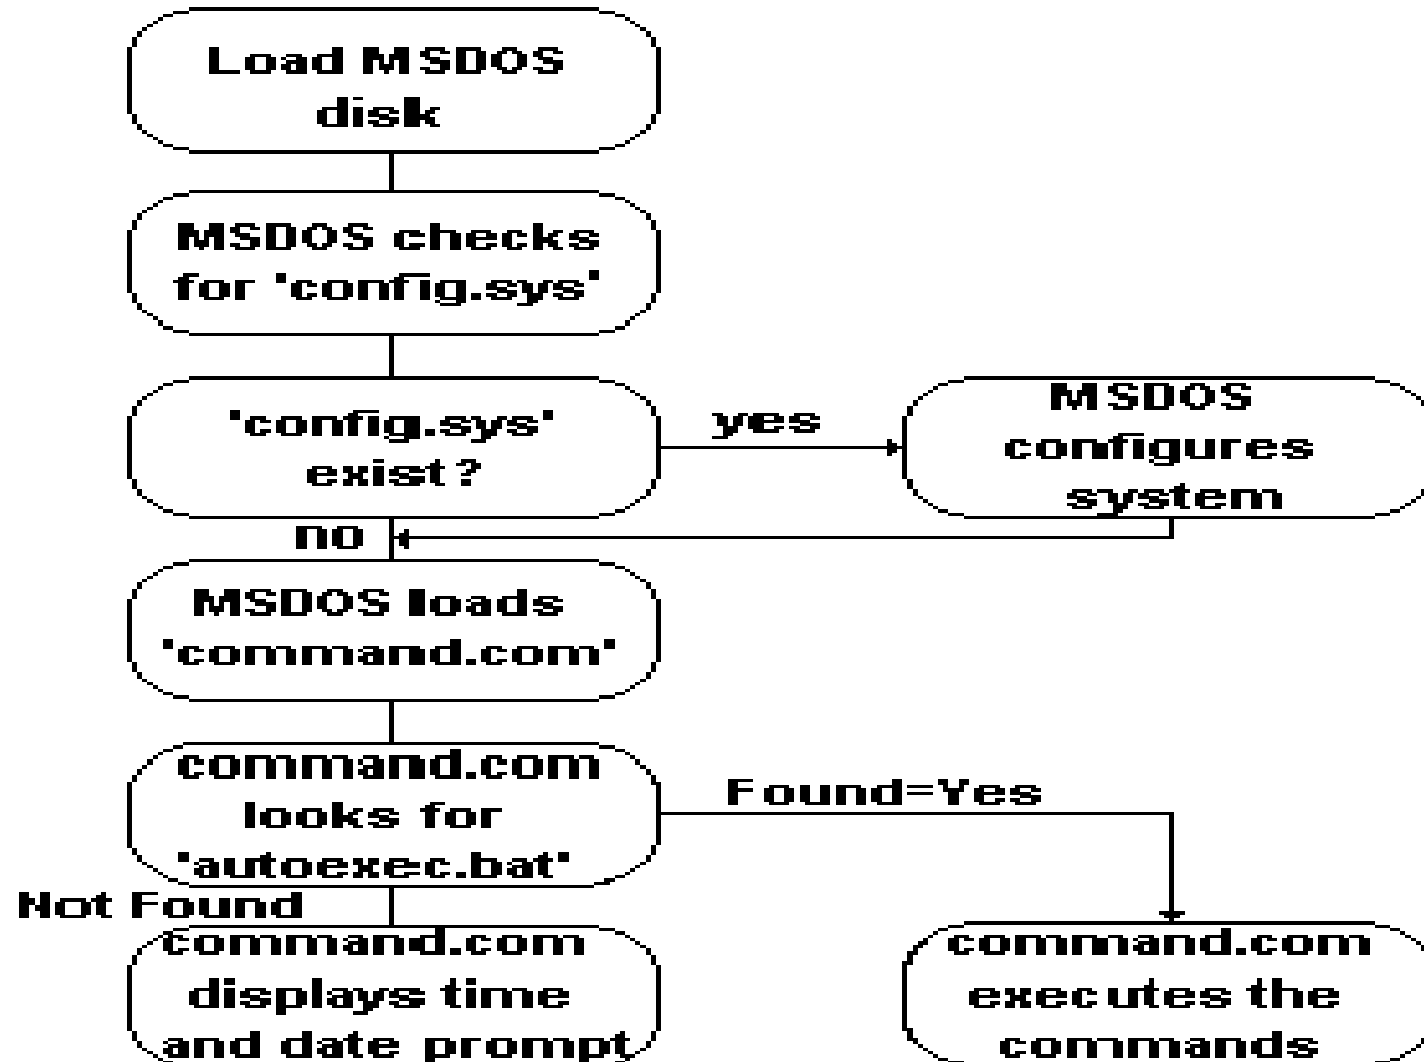 Load MSDOS
disk
MSDOS checks
for 'config.sys'
'config.sys'
exist?
yes
MSDOS
configures
system
no
MSDOS loads
'command.com'
command.com
looks for
'autoexec.bat'
Found=Yes
Not Found
command.com
displays time
and date prompt
command.com
executes the
commands